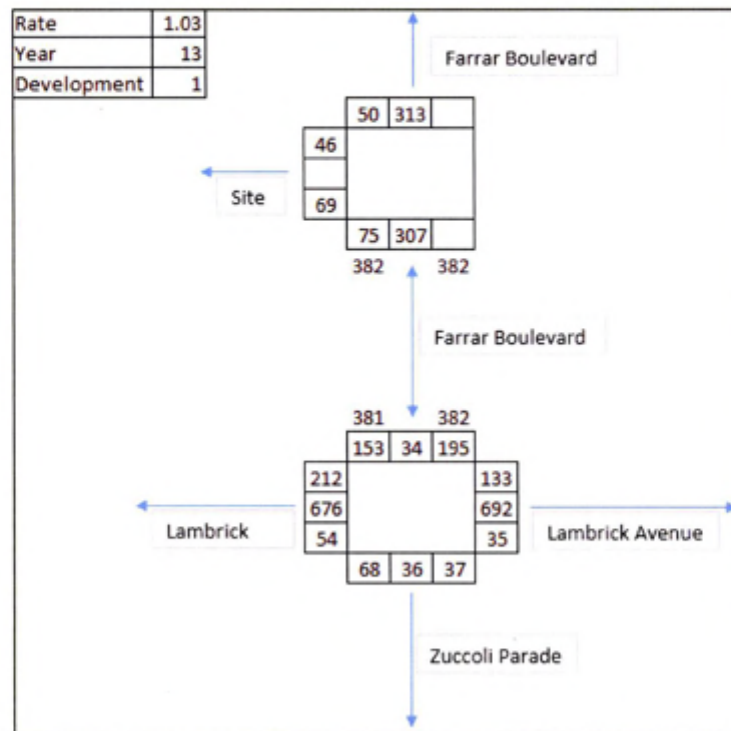 Rate 1.03
Year 13
Development 1
Farrar Boulevard
50 313
46
Site
69
75 307
382 382
Farrar Boulevard
381 382
153 34 195
212 133
676 692
Lambrick
Lambrick Avenue
54 35
68 36 37
Zuccoli Parade